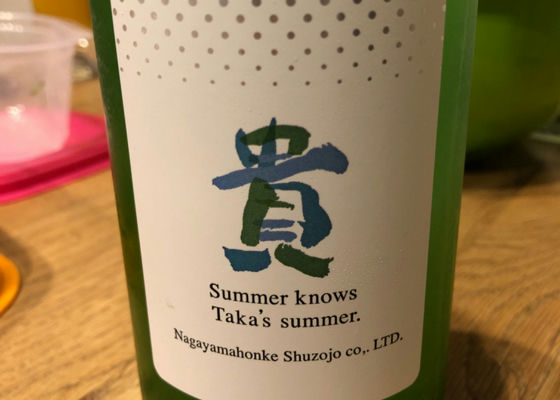 貴
Summer knows
Taka's summer.
Nagayamahonke Shuzojo co,. LTD.